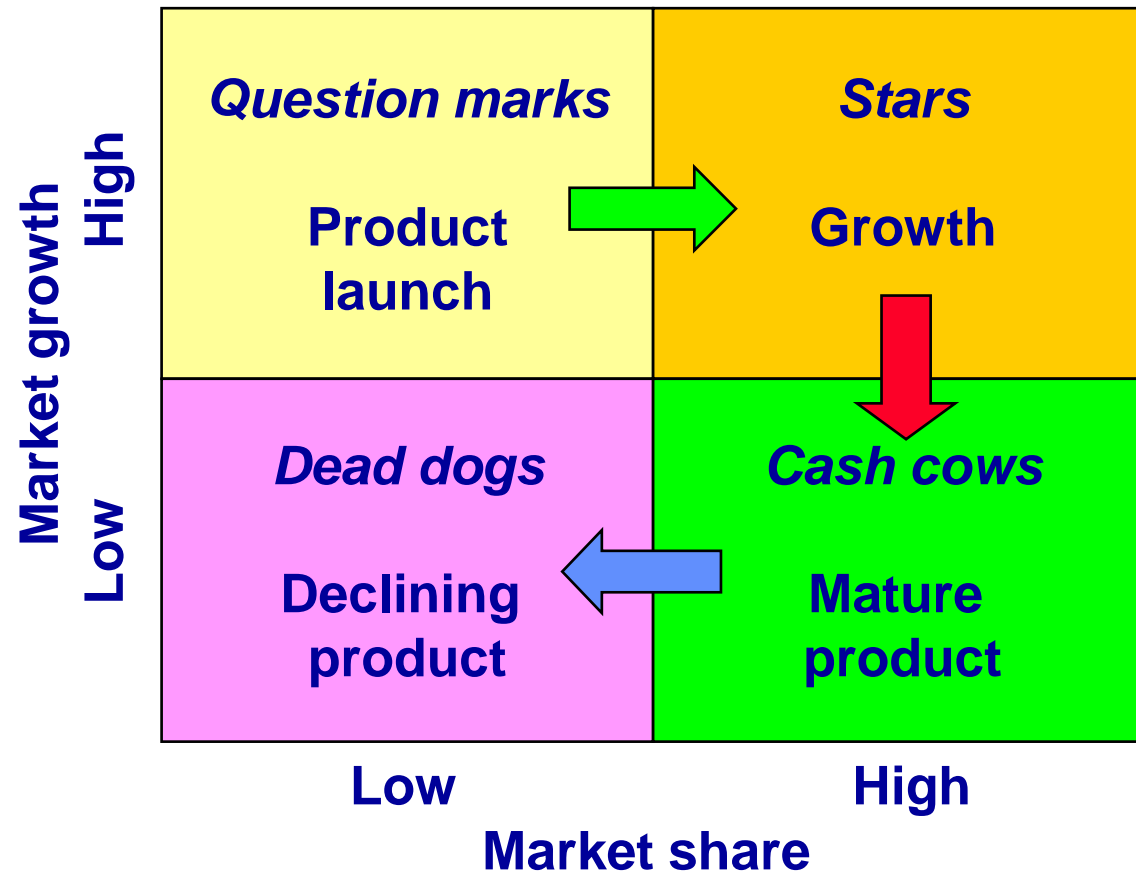 Question marks
Product
launch
Stars
Growth
Dead dogs
Declining
product
Cash cows
Mature
product
Market growth
High
Low
Low
High
Market share